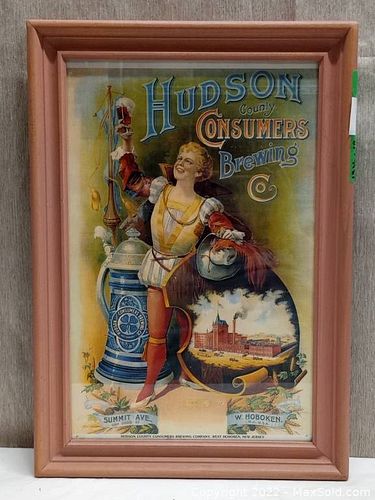 HUDSON
County
CONSUMERS
Brewing
Co
SUMMIT AVE
W. HOBOKEN.
HUDSON COUNTY CONSUMERS BREWING COMPANY, WEST HOBOKEN, NEW JERSEY
Copyright 2022 - MaxSold.com